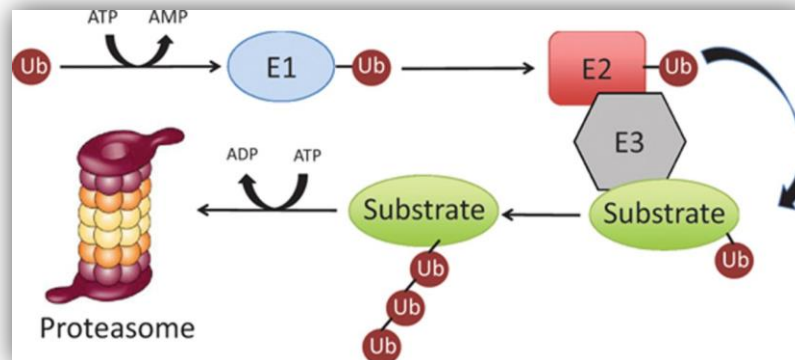 ATP AMP
Ub
E1
Ub
E2
Ub
E3
Substrate
Ub
Substrate
Ub
Ub
Ub
ADP ATP
Proteasome